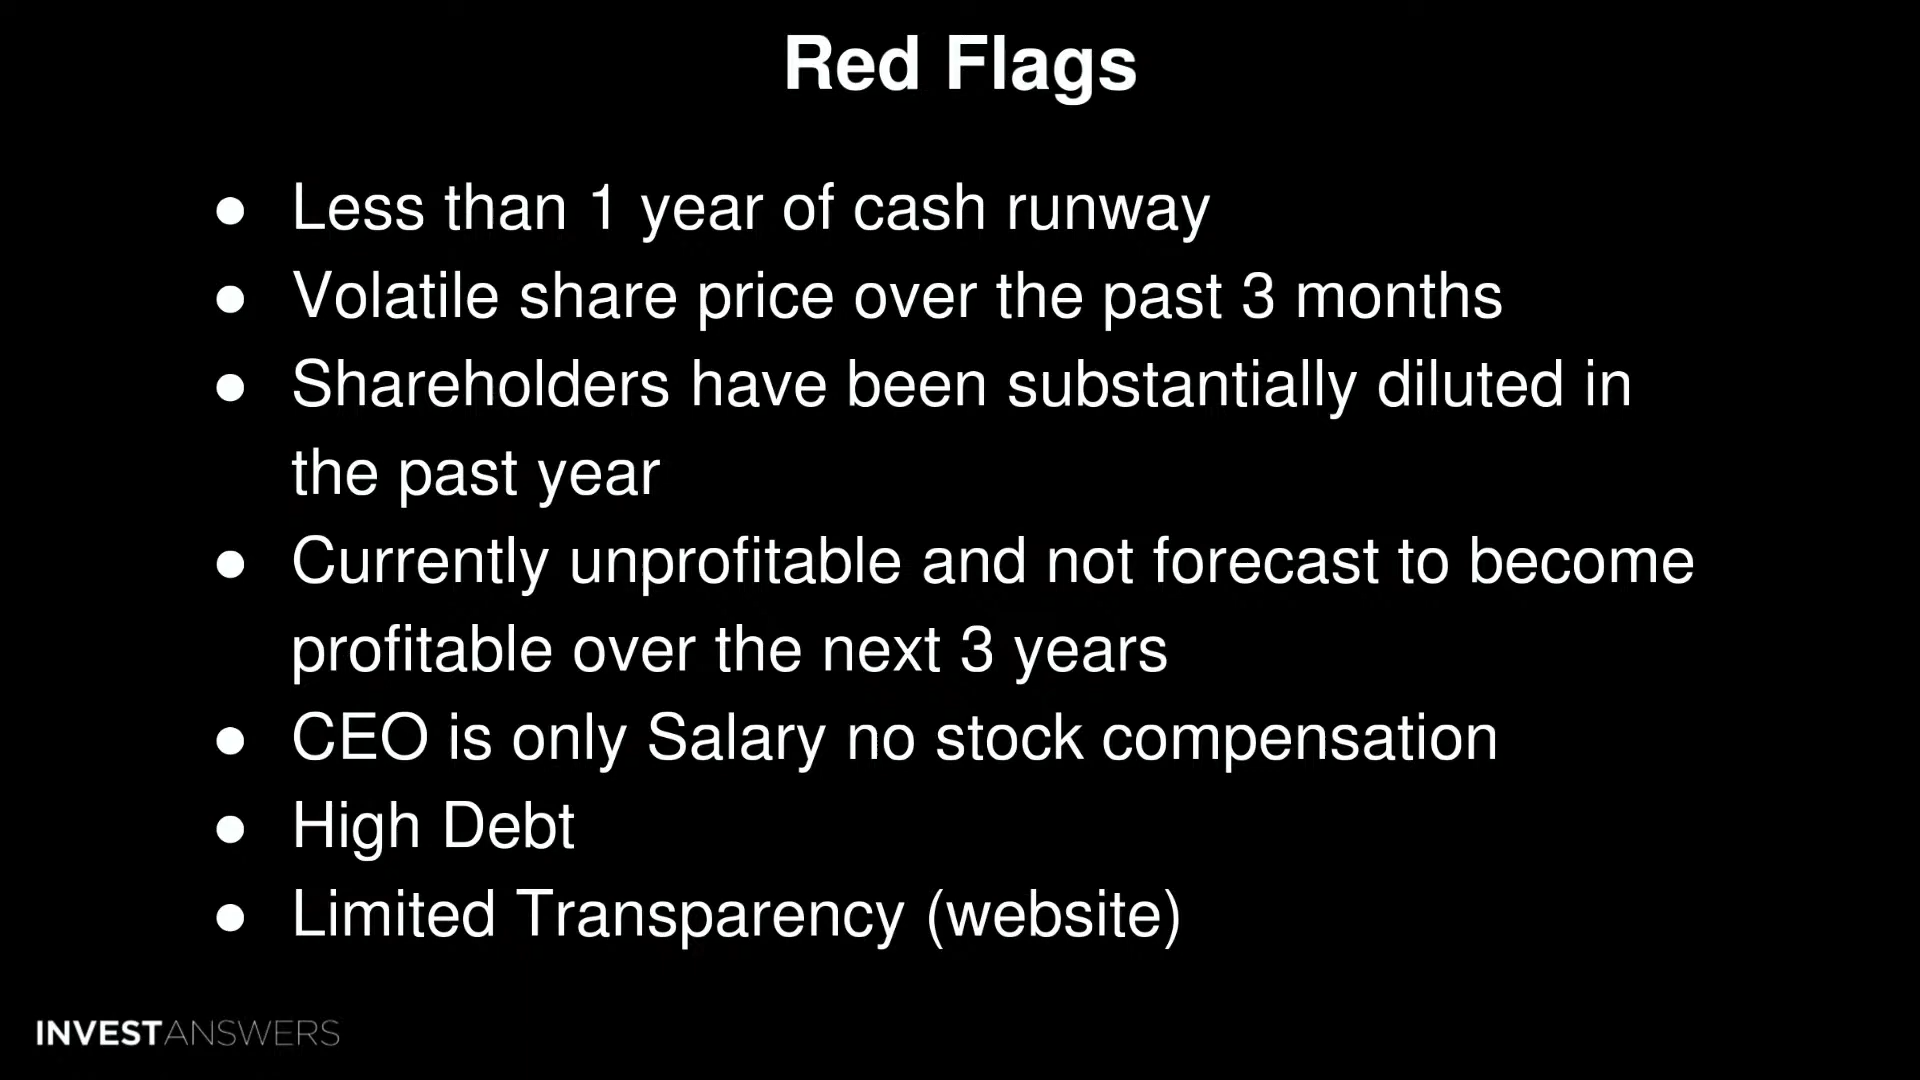 Red Flags
● Less than 1 year of cash runway
● Volatile share price over the past 3 months
● Shareholders have been substantially diluted in
the past year
● Currently unprofitable and not forecast to become
profitable over the next 3 years
● CEO is only Salary no stock compensation
● High Debt
● Limited Transparency (website)
INVESTANSWERS